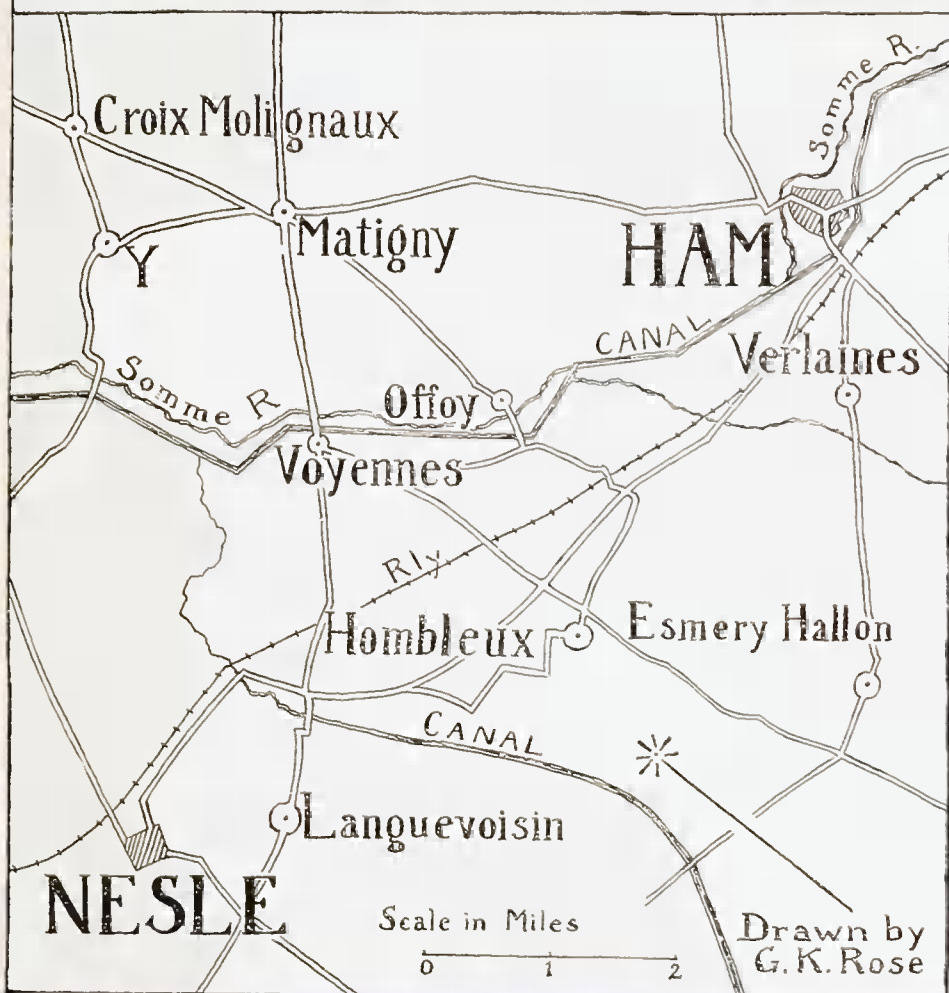 Somme R.
Croix Molignaux
Matigny
Y
HAM
CANAL
Verlaines
Somme R
Offoy
Voyennes
Rly
Hombleux
Esmery Hallon
CANAL
Languevoisin
NESLE
Scale in Miles
0 1 2
Drawn by
G. K. Rose